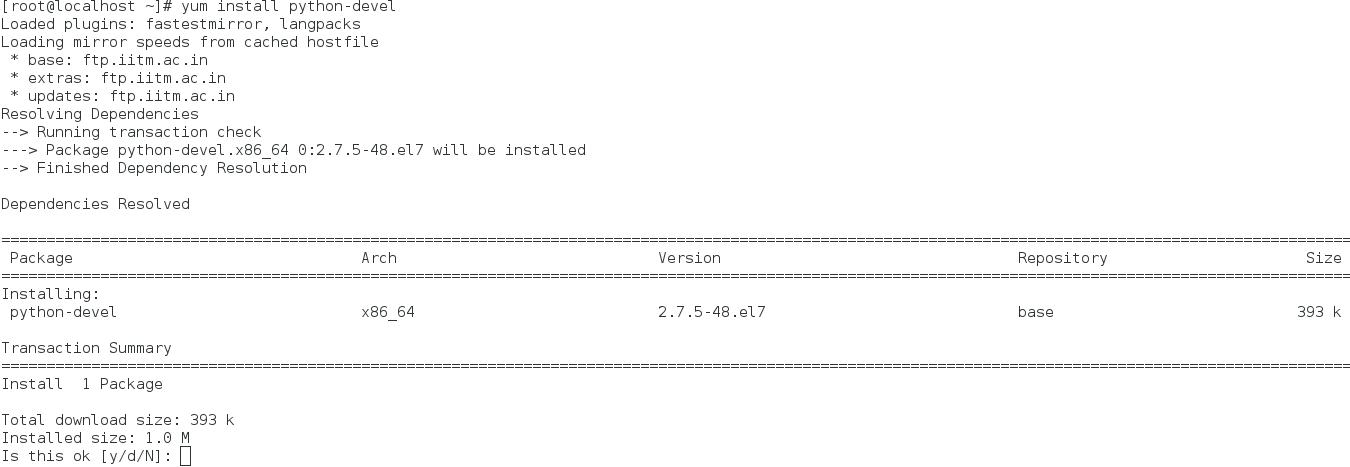 [root@localhost ~]# yum install python-devel
Loaded plugins: fastestmirror, langpacks
Loading mirror speeds from cached hostfile
 * base: ftp.iitm.ac.in
 * extras: ftp.iitm.ac.in
 * updates: ftp.iitm.ac.in
Resolving Dependencies
--> Running transaction check
---> Package python-devel.x86_64 0:2.7.5-48.el7 will be installed
--> Finished Dependency Resolution
Dependencies Resolved
Package Arch Version Repository Size
Installing:
python-devel x86_64 2.7.5-48.el7 base 393 k
Transaction Summary
Install  1 Package
Total download size: 393 k
Installed size: 1.0 M
Is this ok [y/d/N]: